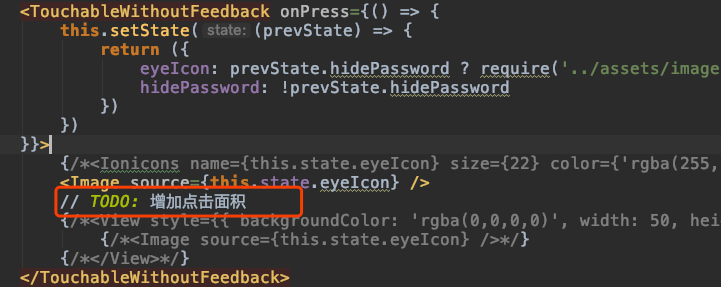 <TouchableWithoutFeedback onPress={() => {
this.setState( state: (prevState) => {
return ({
eyeIcon: prevState.hidePassword ? require('../assets/image
hidePassword: !prevState.hidePassword
})
})
}}>
{/*<Ionicons name={this.state.eyeIcon} size={22} color={'rgba(255,
<Image source={this.state.eyeIcon} />
// TODO: 增加点击面积
{/*<View style={{ backgroundColor: 'rgba(0,0,0,0)', width: 50, hei
{/*<Image source={this.state.eyeIcon} />*/}
{/*</View>*/}
</TouchableWithoutFeedback>